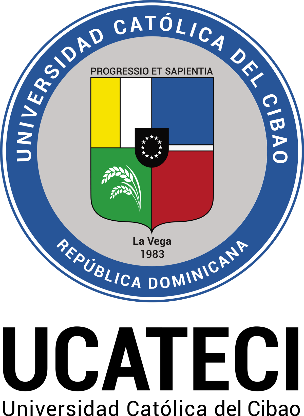 UNIVERSIDAD CATÓLICA DEL CIBAO
PROGRESSIO ET SAPIENTIA
La Vega
1983
REPÚBLICA DOMINICANA
UCATECI
Universidad Católica del Cibao